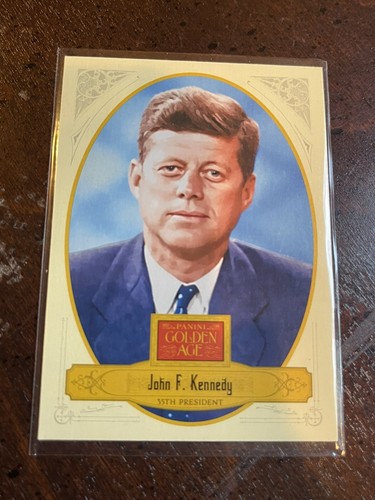 PANINI
GOLDEN
AGE
John F. Kennedy
35TH PRESIDENT